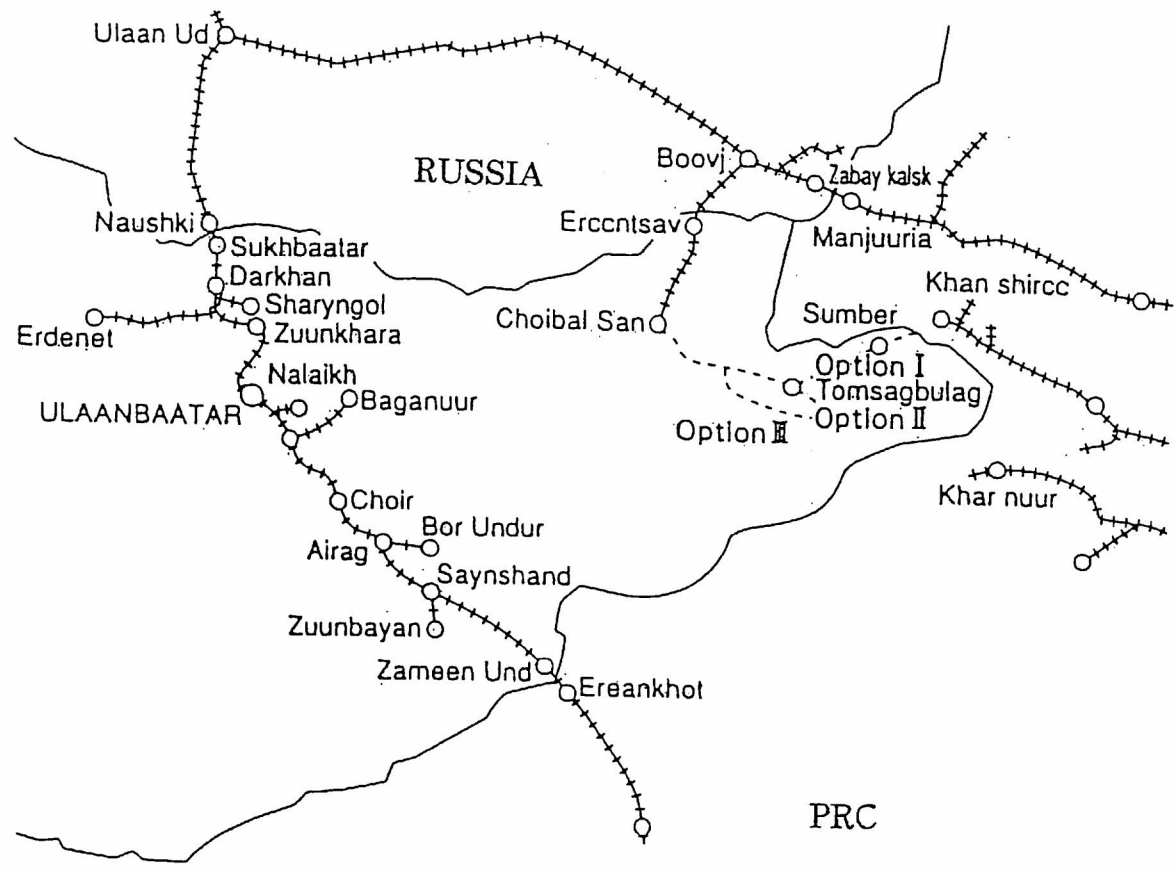 Ulaan Ud
RUSSIA
Boovj
Zabay kalsk
Naushki
Erccntsav
Manjuuria
Sukhbaatar
Darkhan
Sharyngol
Khan shircc
Erdenet
Zuunkhara
Choibal San
Sumber
Nalaikh
Option I
ULAANBAATAR
Baganuur
Tomsagbulag
Option II
Option III
Khar nuur
Choir
Bor Undur
Airag
Saynshand
Zuunbayan
Zameen Und
Ereankhot
PRC